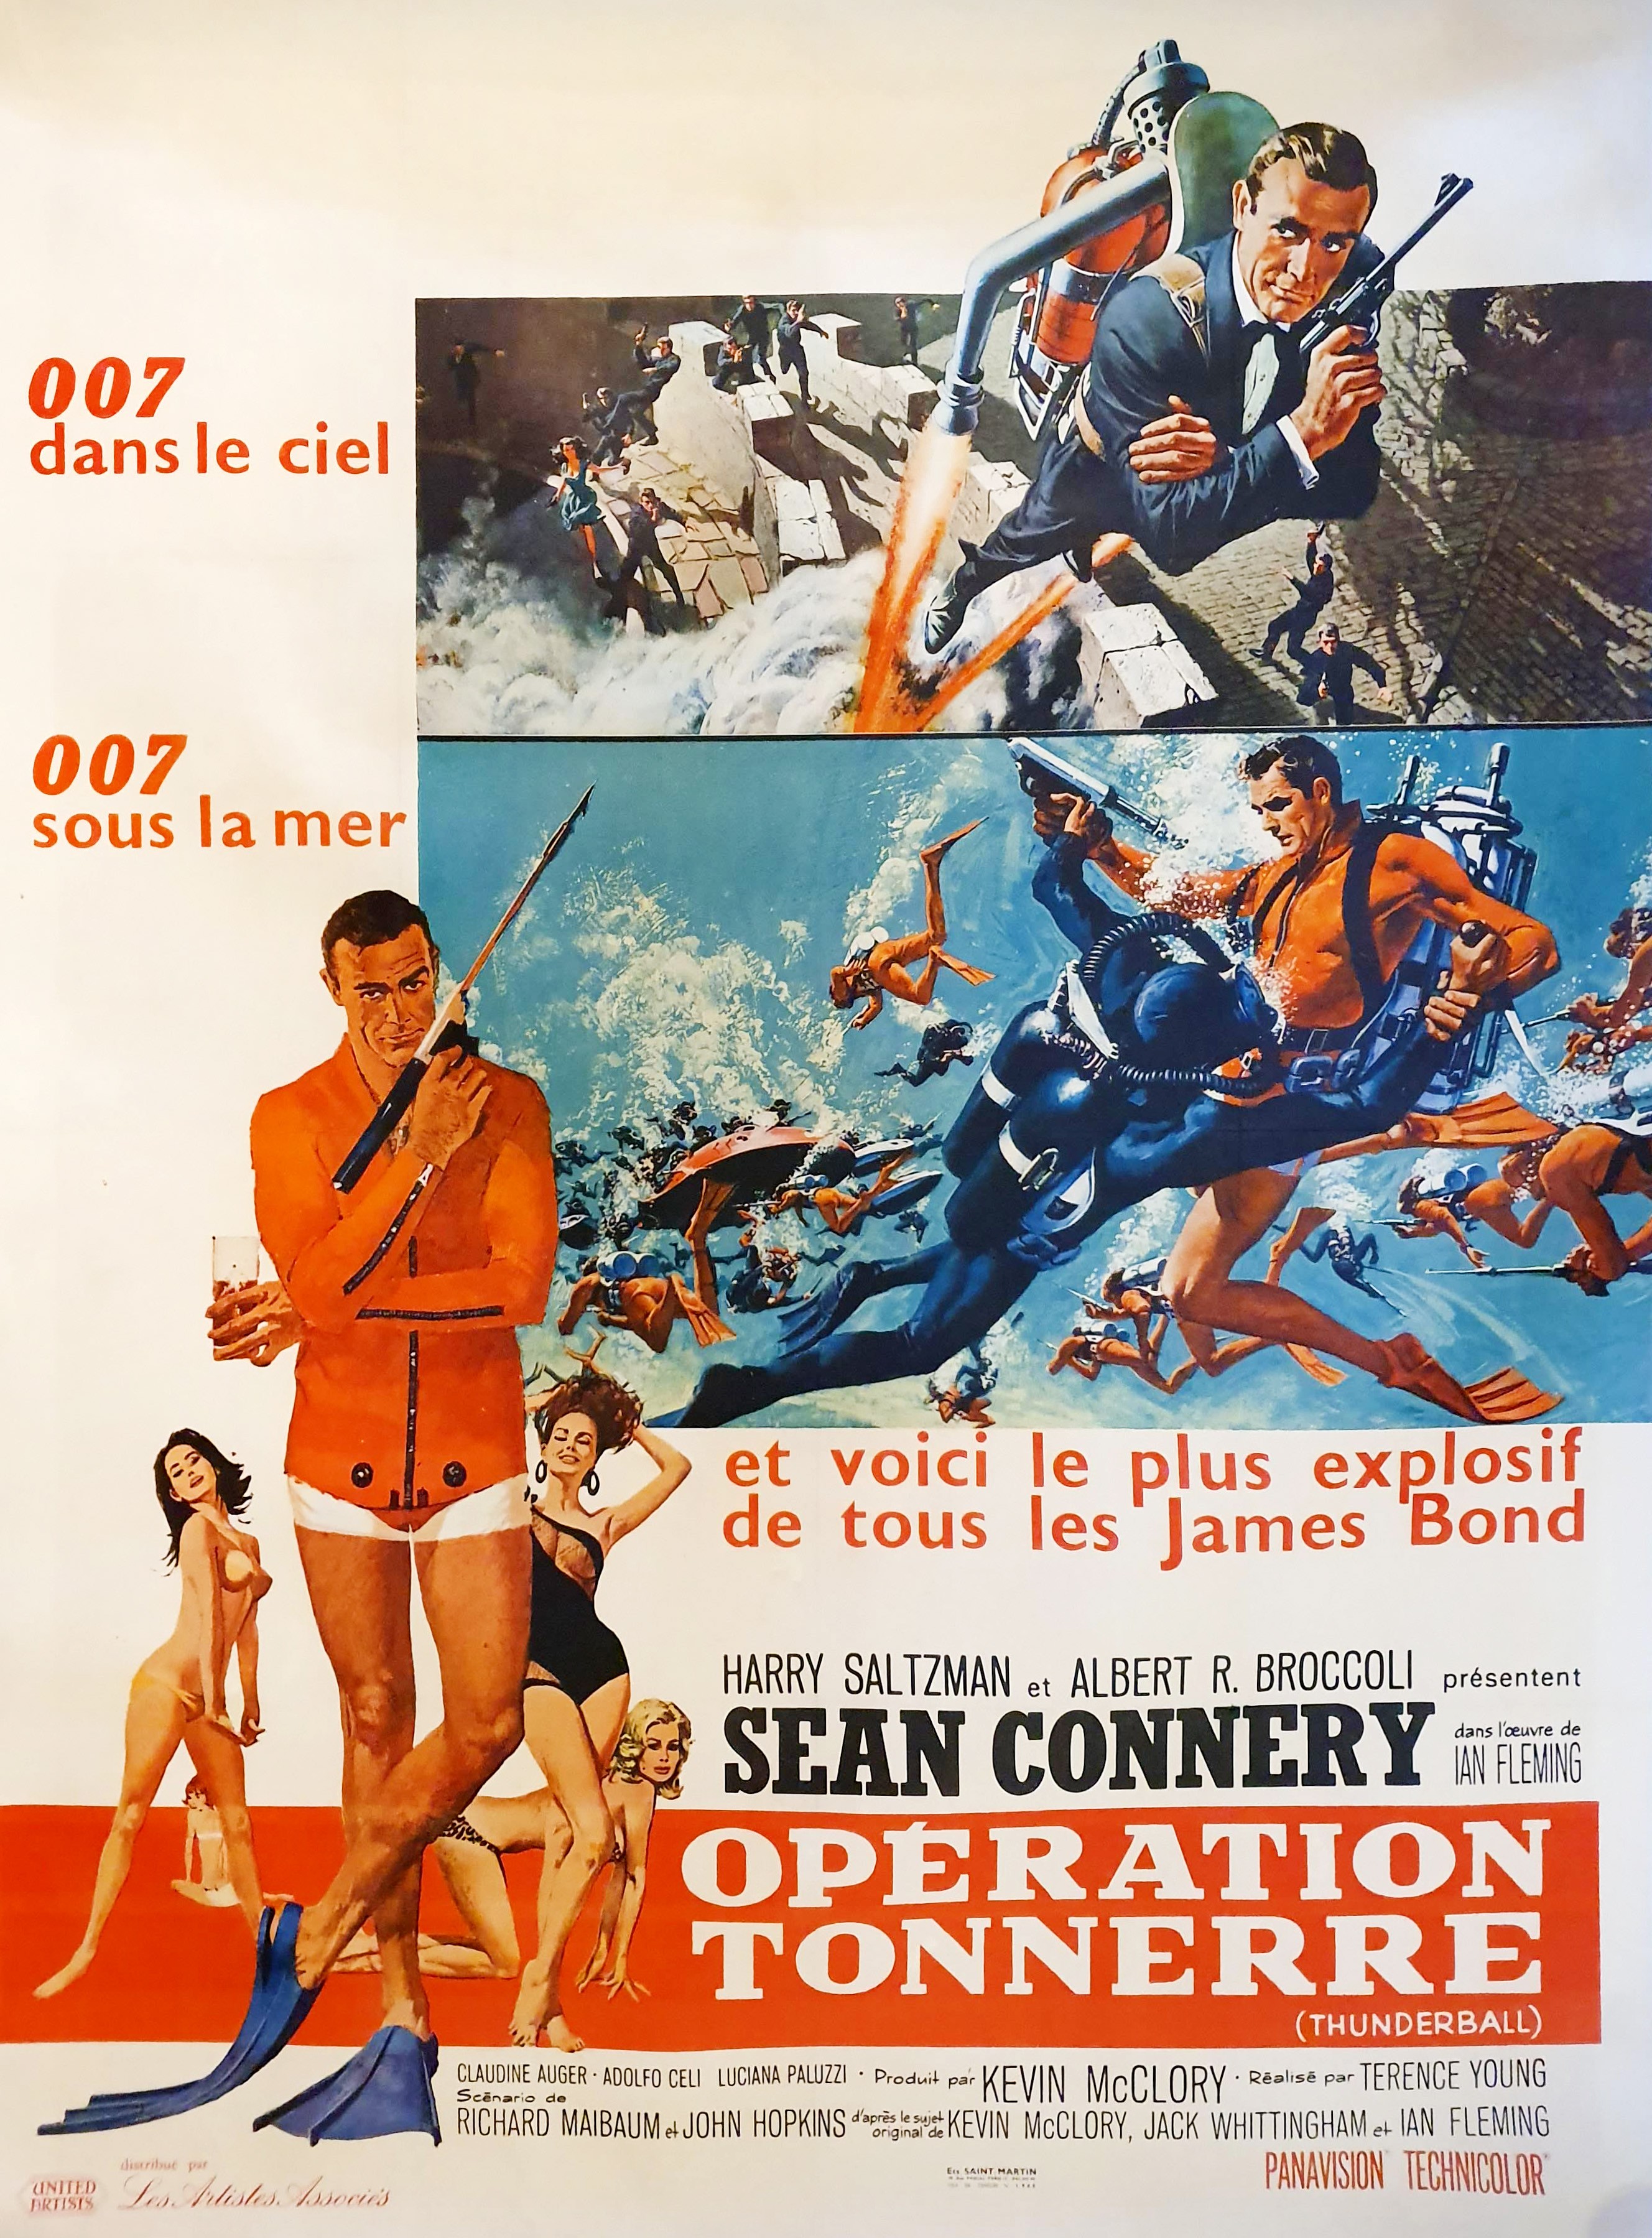 007
dans le ciel
007
sous la mer
et voici le plus explosif
de tous les James Bond
HARRY SALTZMAN et ALBERT R. BROCCOLI présentent
SEAN CONNERY dans l'œuvre de
IAN FLEMING
OPÉRATION
TONNERRE
(THUNDERBALL)
CLAUDINE AUGER · ADOLFO CELI LUCIANA PALUZZI · Produit par KEVIN McCLORY · Réalisé par TERENCE YOUNG
Scénario de
RICHARD MAIBAUM et JOHN HOPKINS d'après le sujet original de KEVIN McCLORY, JACK WHITTINGHAM et IAN FLEMING
PANAVISION® TECHNICOLOR®
distribué par
UNITED ARTISTS Les Artistes Associés
Ets SAINT-MARTIN